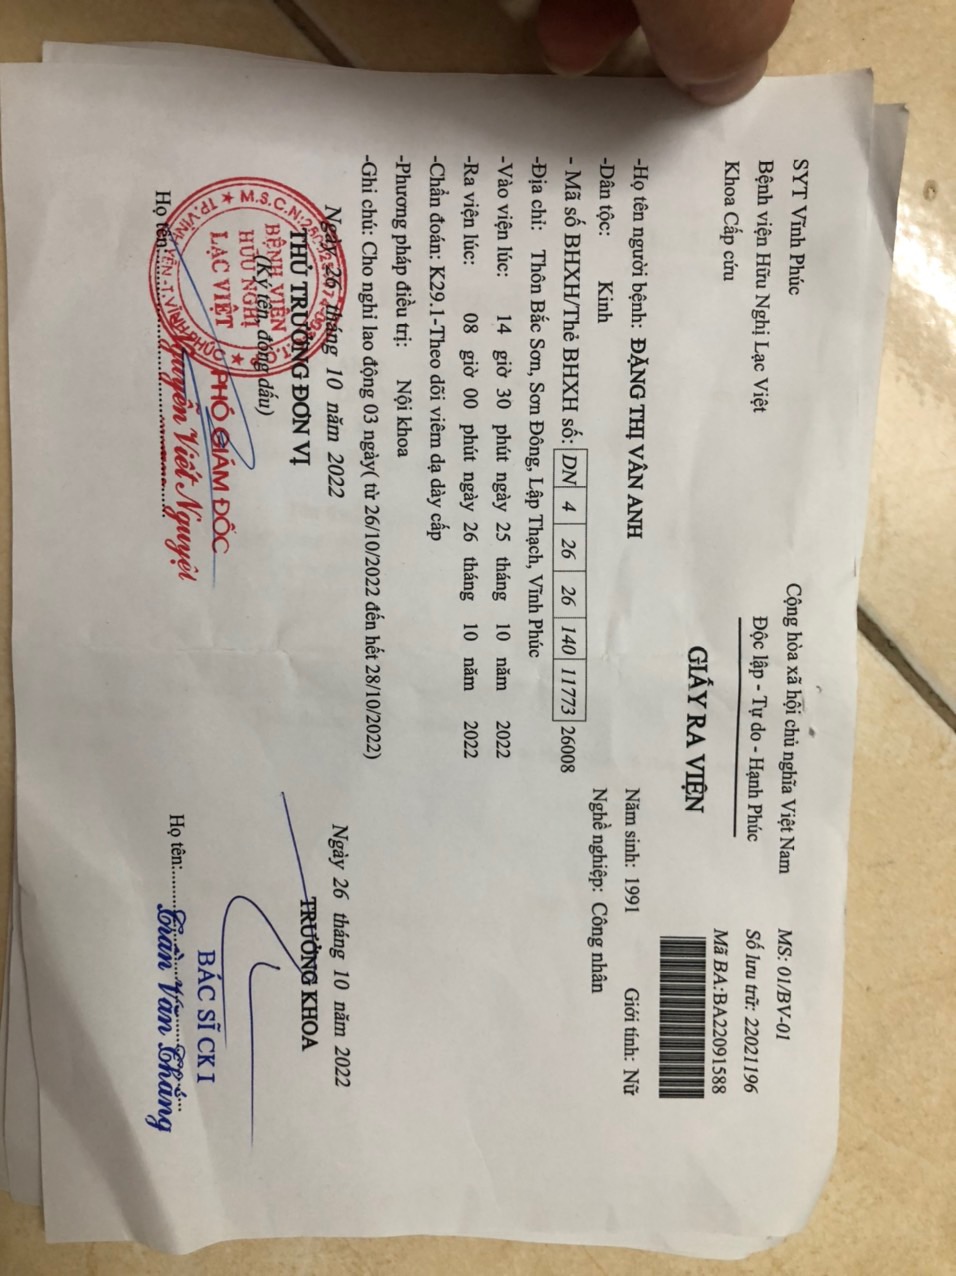 SYT Vĩnh Phúc
Bệnh viện Hữu Nghị Lạc Việt
Khoa Cấp cứu
Cộng hòa xã hội chủ nghĩa Việt Nam
Độc lập - Tự do - Hạnh Phúc
MS: 01/BV-01
Số lưu trữ: 22021196
Mã BA:BA22091588
GIẤY RA VIỆN
-Họ tên người bệnh: ĐẶNG THỊ VÂN ANH Năm sinh: 1991 Giới tính: Nữ
-Dân tộc: Kinh Nghề nghiệp: Công nhân
- Mã số BHXH/Thẻ BHXH số: DN 4 26 26 140 11773 26008
-Địa chỉ: Thôn Bắc Sơn, Sơn Đông, Lập Thạch, Vĩnh Phúc
-Vào viện lúc: 14 giờ 30 phút ngày 25 tháng 10 năm 2022
-Ra viện lúc: 08 giờ 00 phút ngày 26 tháng 10 năm 2022
-Chẩn đoán: K29.1-Theo dõi viêm dạ dày cấp
-Phương pháp điều trị: Nội khoa
-Ghi chú: Cho nghỉ lao động 03 ngày( từ 26/10/2022 đến hết 28/10/2022)
Ngày 26 tháng 10 năm 2022
THỦ TRƯỞNG ĐƠN VỊ
(Ký tên, đóng dấu)
BỆNH VIỆN
HỮU NGHỊ
LẠC VIỆT
PHÓ GIÁM ĐỐC
Họ tên: Nguyễn Viết Nguyệt
Ngày 26 tháng 10 năm 2022
TRƯỞNG KHOA
BÁC SĨ CKI
Họ tên: Trần Văn Thắng